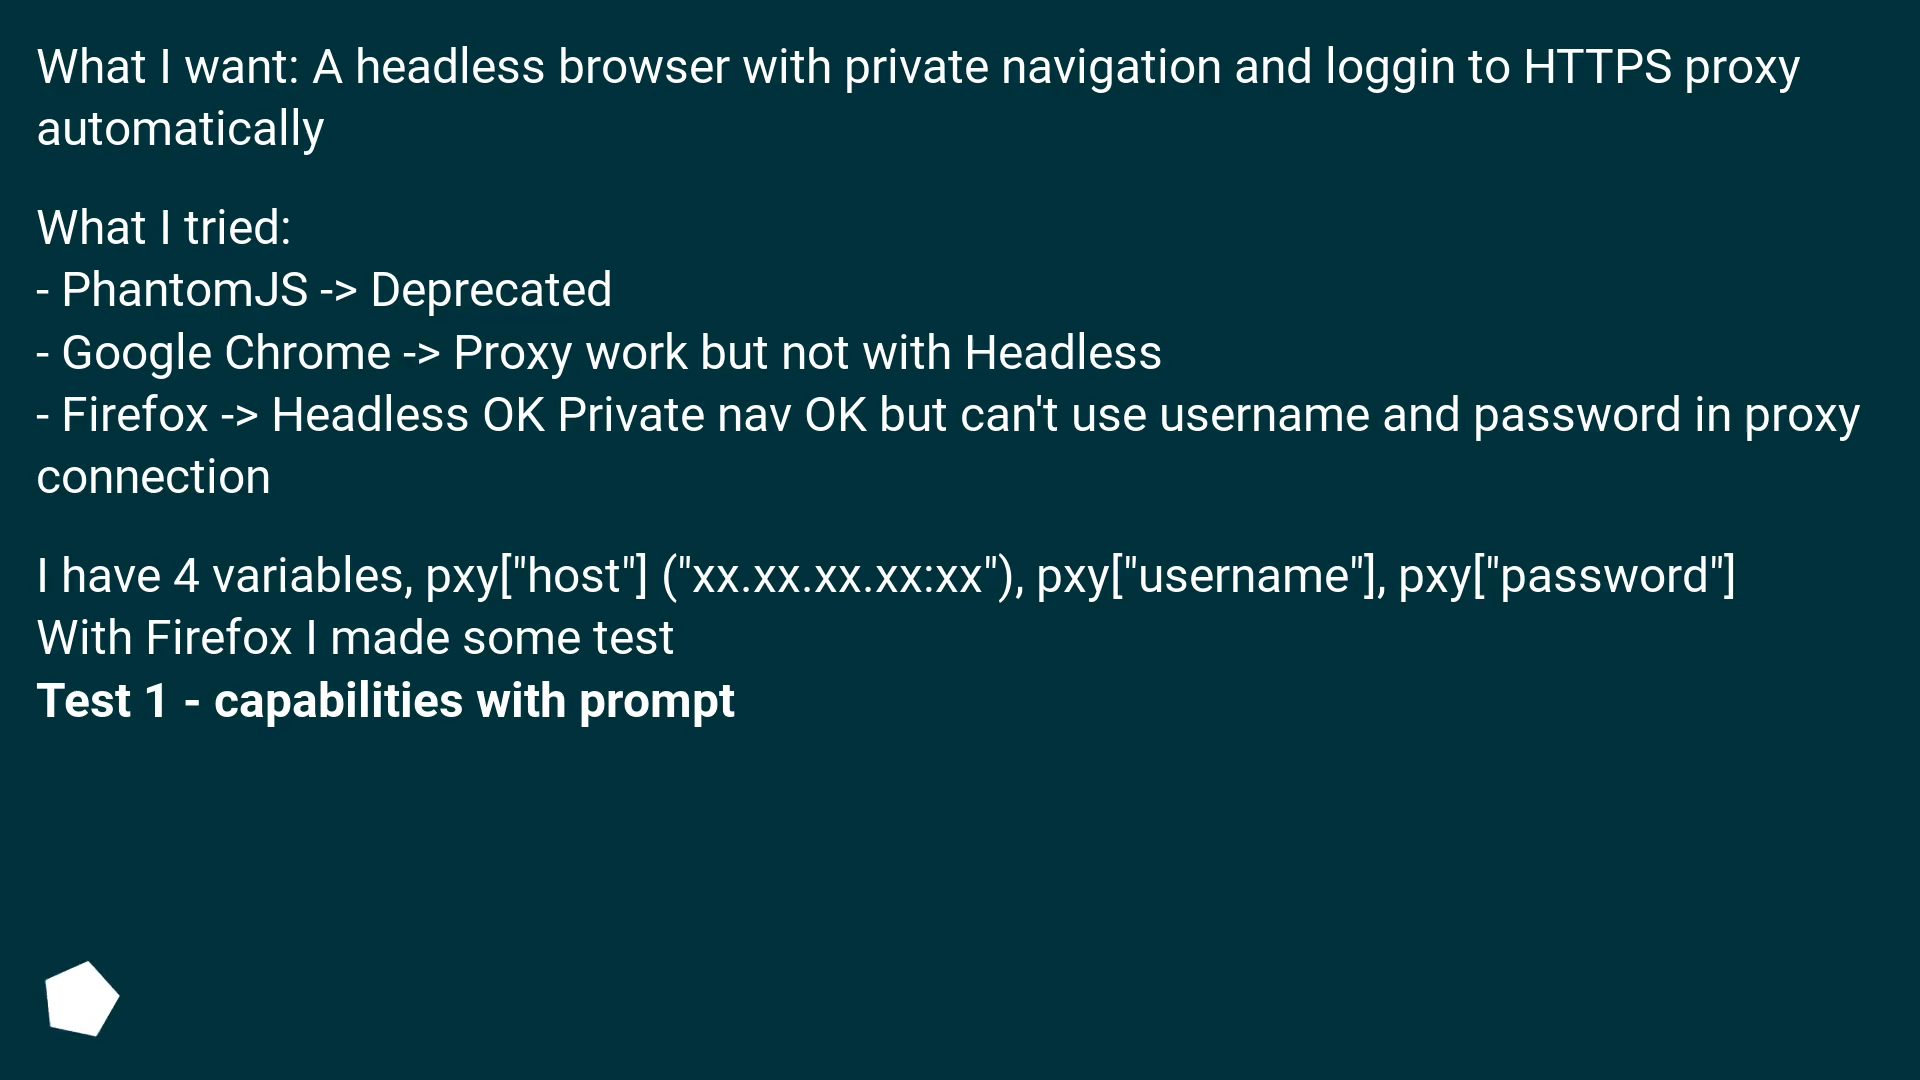 What I want: A headless browser with private navigation and loggin to HTTPS proxy
automatically
What I tried:
- PhantomJS -> Deprecated
- Google Chrome -> Proxy work but not with Headless
- Firefox -> Headless OK Private nav OK but can't use username and password in proxy
connection
I have 4 variables, pxy["host"] ("xx.xx.xx.xx:xx"), pxy["username"], pxy["password"]
With Firefox I made some test
Test 1 - capabilities with prompt